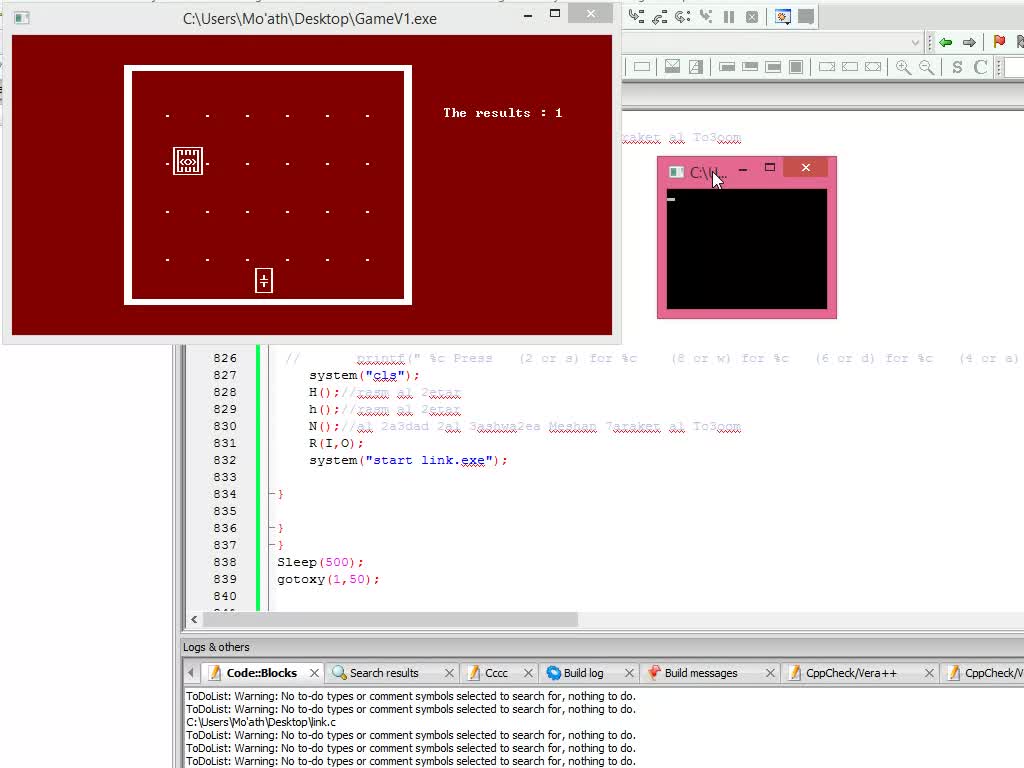 C:\Users\Mo'ath\Desktop\GameV1.exe
The results : 1
S C
raket al To3oom
C:\U...
826 // printf(" %c Press (2 or s) for %c (8 or w) for %c (6 or d) for %c (4 or a)
827 system("cls");
828 H();//rasm al 2etar
829 h();//rasm al 2etar
830 N();//al 2a3dad 2al 3ashwa2ea Meshan 7araket al To3oom
831 R(I,O);
832 system("start link.exe");
833
834 }
835
836 }
837 }
838 Sleep(500);
839 gotoxy(1,50);
840
Logs & others
Code::Blocks Search results Cccc Build log Build messages CppCheck/Vera++ CppCheck/V
ToDoList: Warning: No to-do types or comment symbols selected to search for, nothing to do.
ToDoList: Warning: No to-do types or comment symbols selected to search for, nothing to do.
C:\Users\Mo'ath\Desktop\link.c
ToDoList: Warning: No to-do types or comment symbols selected to search for, nothing to do.
ToDoList: Warning: No to-do types or comment symbols selected to search for, nothing to do.
ToDoList: Warning: No to-do types or comment symbols selected to search for, nothing to do.